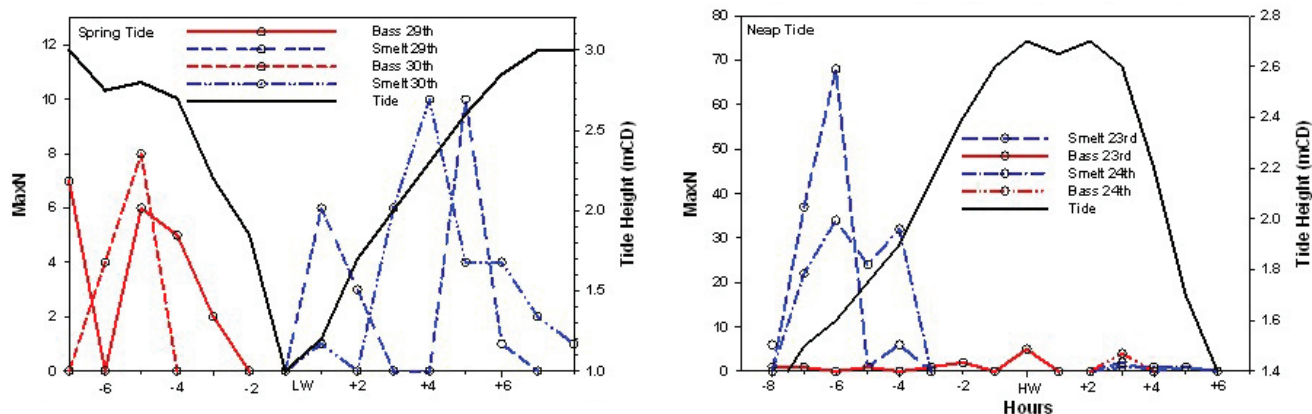 Spring Tide
Bass 29th
Smelt 29th
Bass 30th
Smelt 30th
Tide
MaxN
12
10
8
6
4
2
0
-6
-4
-2
LW
+2
+4
+6
3.0
2.5
2.0
1.5
1.0
Tide Height (mCD)
Neap Tide
Smelt 23rd
Bass 23rd
Smelt 24th
Bass 24th
Tide
MaxN
80
70
60
50
40
30
20
10
0
-8
-6
-4
-2
HW
+2
+4
+6
Hours
2.8
2.6
2.4
2.2
2.0
1.8
1.6
1.4
Tide Height (mCD)